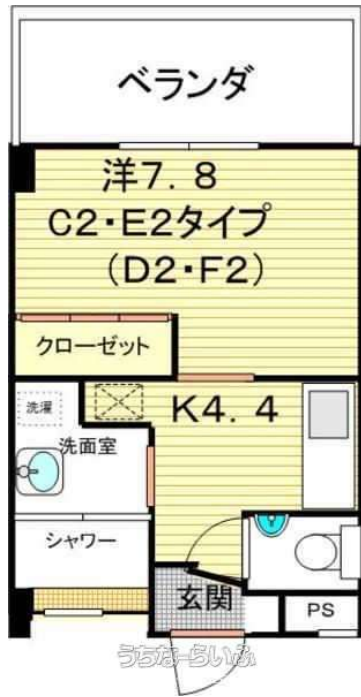 ベランダ
洋7.8
C2・E2タイプ
(D2・F2)
クローゼット
K4.4
洗濯
洗面室
シャワー
玄関
PS
うちなーらいふ